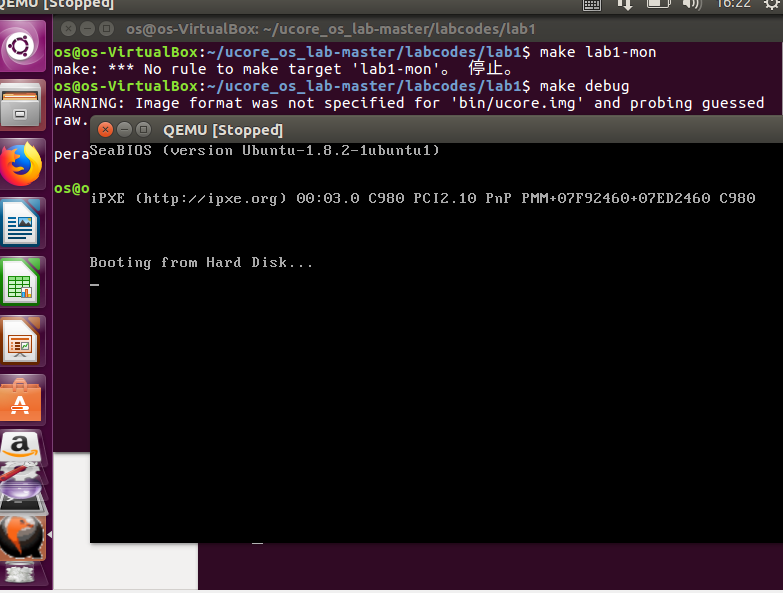 QEMU [Stopped]
16:22
os@os-VirtualBox: ~/ucore_os_lab-master/labcodes/lab1
os@os-VirtualBox:~/ucore_os_lab-master/labcodes/lab1$ make lab1-mon
make: *** No rule to make target 'lab1-mon'。 停止。
os@os-VirtualBox:~/ucore_os_lab-master/labcodes/lab1$ make debug
WARNING: Image format was not specified for 'bin/ucore.img' and probing guessed
raw.
QEMU [Stopped]
SeaBIOS (version Ubuntu-1.8.2-1ubuntu1)
pera
os@o
iPXE (http://ipxe.org) 00:03.0 C980 PCI2.10 PnP PMM+07F92460+07ED2460 C980
Booting from Hard Disk...
_